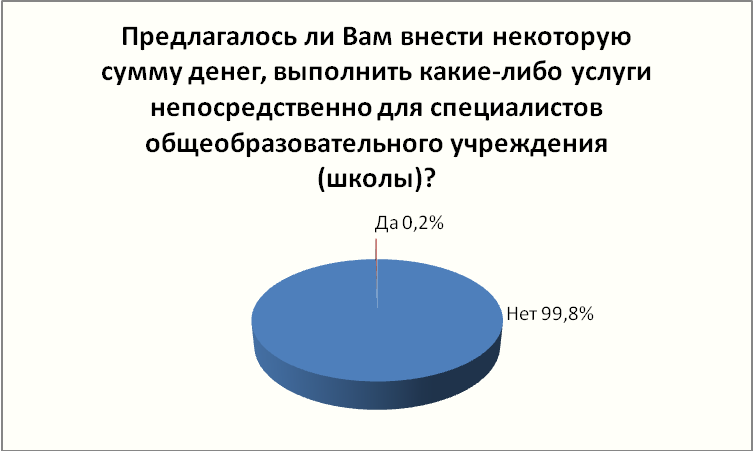 Предлагалось ли Вам внести некоторую
сумму денег, выполнить какие-либо услуги
непосредственно для специалистов
общеобразовательного учреждения
(школы)?
Да 0,2%
Нет 99,8%